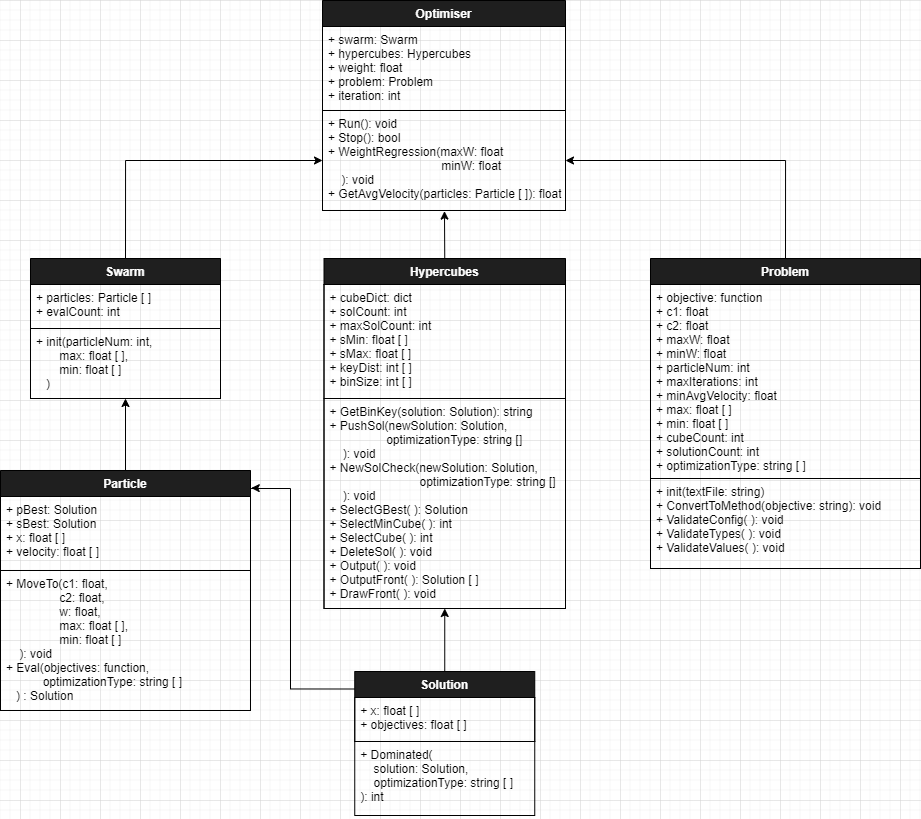 Optimiser
+ swarm: Swarm
+ hypercubes: Hypercubes
+ weight: float
+ problem: Problem
+ iteration: int
+ Run(): void
+ Stop(): bool
+ WeightRegression(maxW: float
minW: float
): void
+ GetAvgVelocity(particles: Particle [ ]): float
Swarm
+ particles: Particle [ ]
+ evalCount: int
+ init(particleNum: int,
max: float [ ],
min: float [ ]
)
Hypercubes
+ cubeDict: dict
+ solCount: int
+ maxSolCount: int
+ sMin: float [ ]
+ sMax: float [ ]
+ keyDist: int [ ]
+ binSize: int [ ]
+ GetBinKey(solution: Solution): string
+ PushSol(newSolution: Solution,
optimizationType: string []
): void
+ NewSolCheck(newSolution: Solution,
optimizationType: string []
): void
+ SelectGBest( ): Solution
+ SelectMinCube( ): int
+ SelectCube( ): int
+ DeleteSol( ): void
+ Output( ): void
+ OutputFront( ): Solution [ ]
+ DrawFront( ): void
Problem
+ objective: function
+ c1: float
+ c2: float
+ maxW: float
+ minW: float
+ particleNum: int
+ maxIterations: int
+ minAvgVelocity: float
+ max: float [ ]
+ min: float [ ]
+ cubeCount: int
+ solutionCount: int
+ optimizationType: string [ ]
+ init(textFile: string)
+ ConvertToMethod(objective: string): void
+ ValidateConfig( ): void
+ ValidateTypes( ): void
+ ValidateValues( ): void
Particle
+ pBest: Solution
+ sBest: Solution
+ x: float [ ]
+ velocity: float [ ]
+ MoveTo(c1: float,
c2: float,
w: float,
max: float [ ],
min: float [ ]
): void
+ Eval(objectives: function,
optimizationType: string [ ]
) : Solution
Solution
+ x: float [ ]
+ objectives: float [ ]
+ Dominated(
solution: Solution,
optimizationType: string [ ]
): int